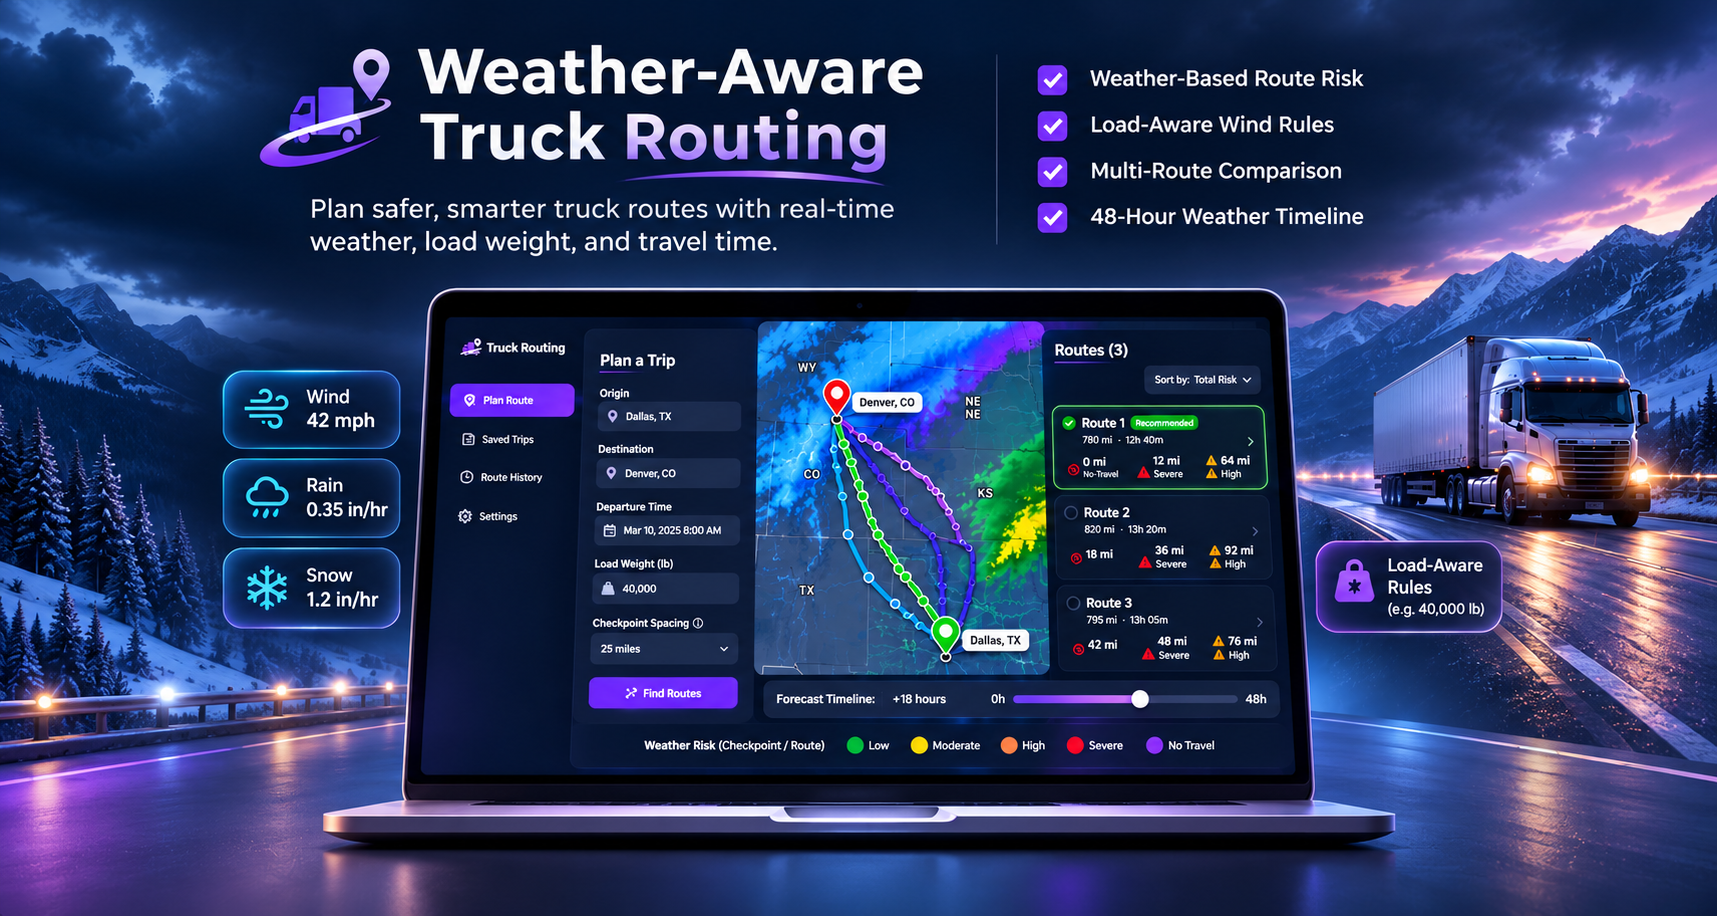 Weather-Aware
Truck Routing
Plan safer, smarter truck routes with real-time
weather, load weight, and travel time.
Weather-Based Route Risk
Load-Aware Wind Rules
Multi-Route Comparison
48-Hour Weather Timeline
Wind
42 mph
Rain
0.35 in/hr
Snow
1.2 in/hr
Truck Routing
Plan Route
Saved Trips
Route History
Settings
Plan a Trip
Origin
Dallas, TX
Destination
Denver, CO
Departure Time
Mar 10, 2025 8:00 AM
Load Weight (lb)
40,000
Checkpoint Spacing
25 miles
Find Routes
WY
Denver, CO
NE
NE
CO
KS
TX
Dallas, TX
Routes (3)
Sort by: Total Risk
Route 1 Recommended
780 mi · 12h 40m
0 mi 12 mi 64 mi
No-Travel Severe High
Route 2
820 mi · 13h 20m
18 mi 36 mi 92 mi
Severe High
Route 3
795 mi · 13h 05m
42 mi 48 mi 76 mi
Severe High
Forecast Timeline: +18 hours 0h 48h
Weather Risk (Checkpoint / Route) Low Moderate High Severe No Travel
Load-Aware
Rules
(e.g. 40,000 lb)